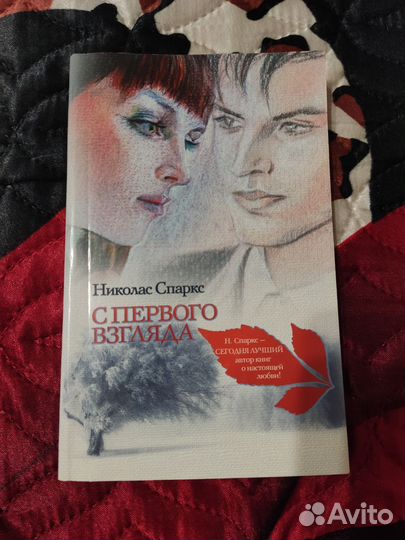 Николас Спаркс
С ПЕРВОГО
ВЗГЛЯДА
Н. Спаркс –
СЕГОДНЯ ЛУЧШИЙ
автор книг
о настоящей
любви!
Avito